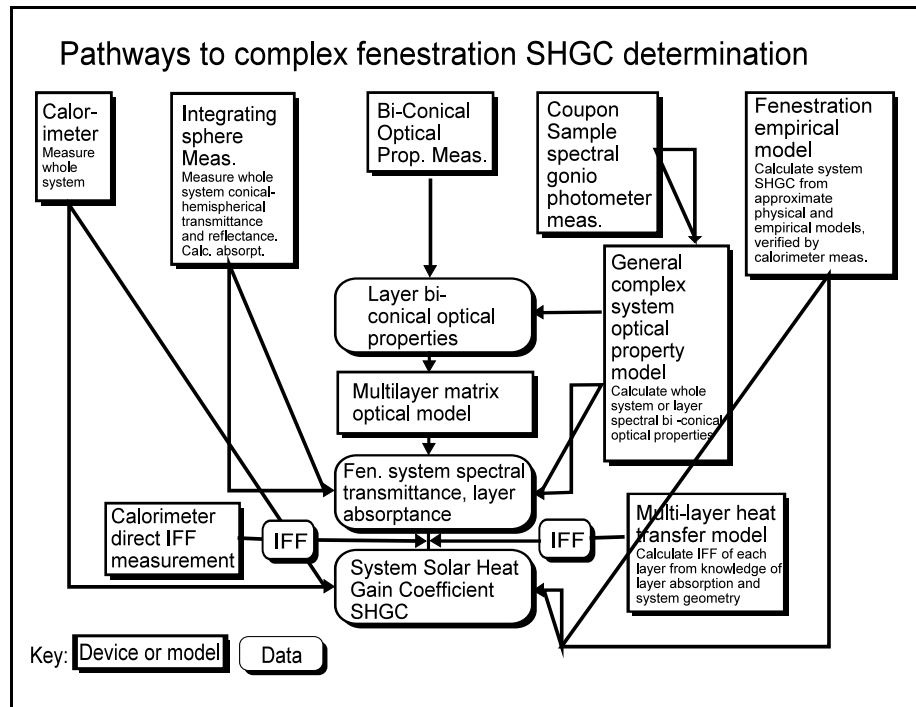 Pathways to complex fenestration SHGC determination
Calor-
imeter
Measure
whole
system
Integrating
sphere
Meas.
Measure whole
system conical-
hemispherical
transmittance
and reflectance.
Calc. absorpt.
Bi-Conical
Optical
Prop. Meas.
Coupon
Sample
spectral
gonio
photometer
meas.
Fenestration
empirical
model
Calculate system
SHGC from
approximate
physical and
empirical models,
verified by
calorimeter meas.
General
complex
system
optical
property
model
Calculate whole
system or layer
spectral bi -conical
optical properties
Layer bi-
conical optical
properties
Multilayer matrix
optical model
Fen. system spectral
transmittance, layer
absorptance
Calorimeter
direct IFF
measurement
IFF
IFF
Multi-layer heat
transfer model
Calculate IFF of each
layer from knowledge of
layer absorption and
system geometry
System Solar Heat
Gain Coefficient
SHGC
Key: Device or model Data